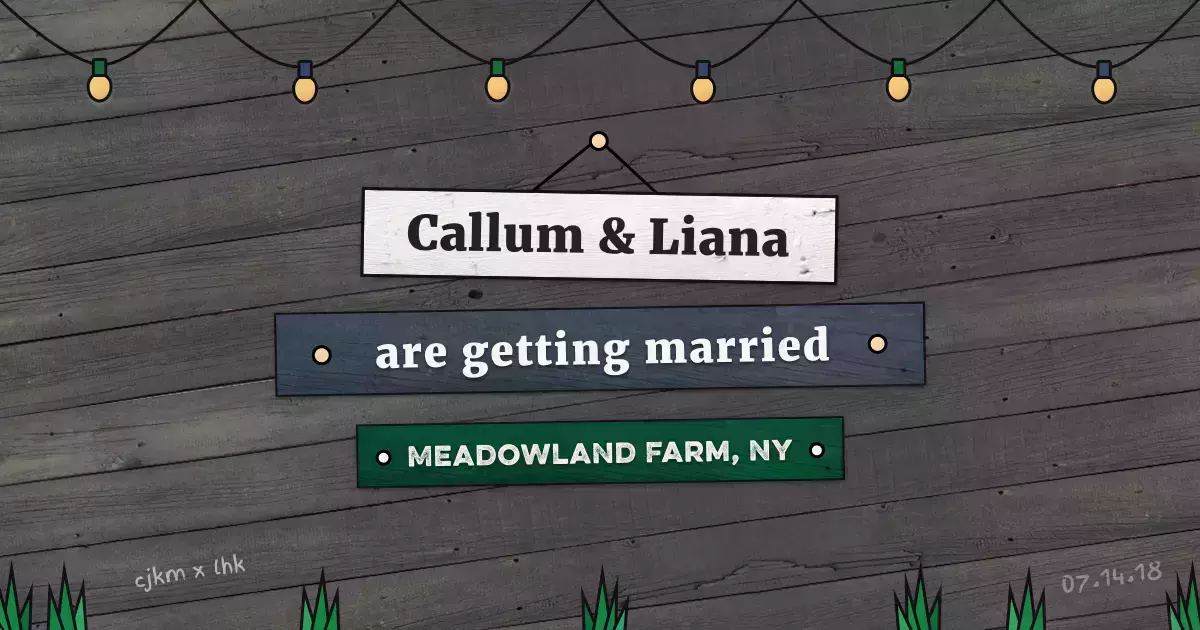 Callum & Liana
are getting married
MEADOWLAND FARM, NY
cjkm x lhk
07.14.18